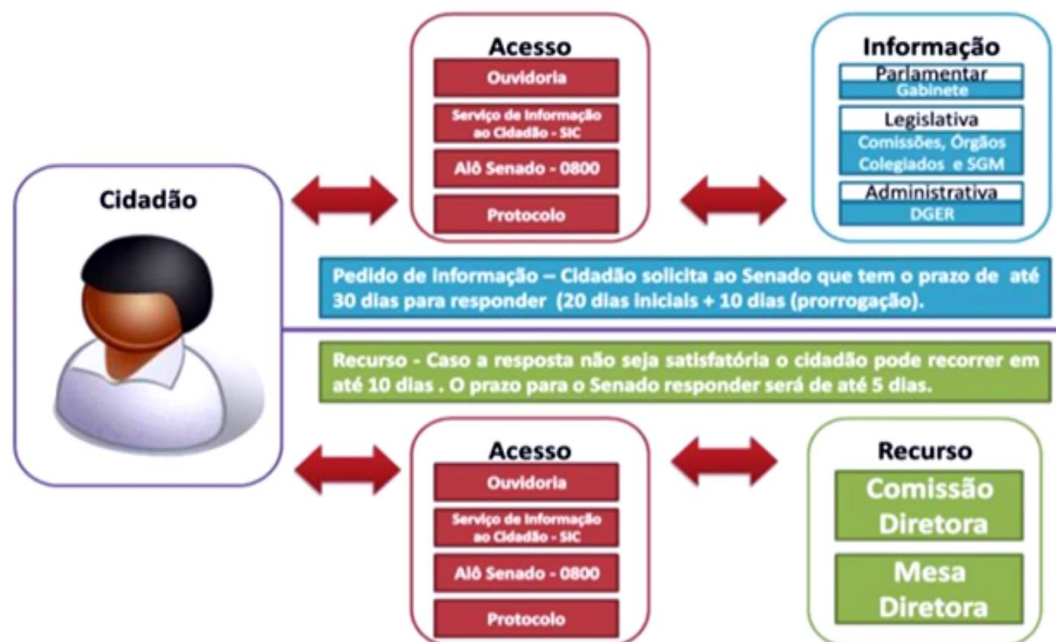 Cidadão
Acesso
Ouvidoria
Serviço de Informação
ao Cidadão - SIC
Alô Senado - 0800
Protocolo
Informação
Parlamentar
Gabinete
Legislativa
Comissões, Órgãos
Colegiados e SGM
Administrativa
DGER
Pedido de informação – Cidadão solicita ao Senado que tem o prazo de até
30 dias para responder (20 dias iniciais + 10 dias (prorrogação).
Recurso - Caso a resposta não seja satisfatória o cidadão pode recorrer em
até 10 dias . O prazo para o Senado responder será de até 5 dias.
Acesso
Ouvidoria
Serviço de Informação
ao Cidadão - SIC
Alô Senado - 0800
Protocolo
Recurso
Comissão
Diretora
Mesa
Diretora